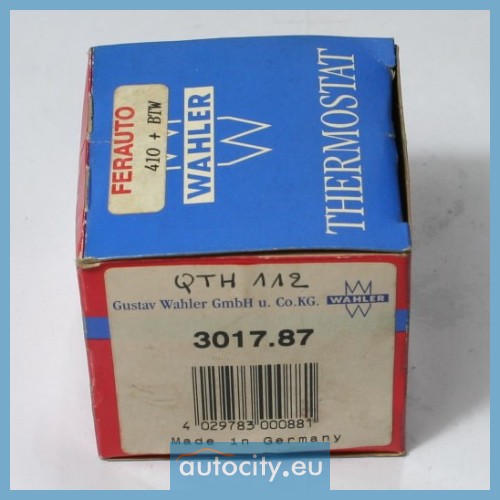 FERAUTO
410 + BTW
WAHLER
THERMOSTAT
QTH 112
Gustav Wahler GmbH u. Co.KG.
WAHLER
3017.87
4 029783 000881
Made in Germany
autocity.eu